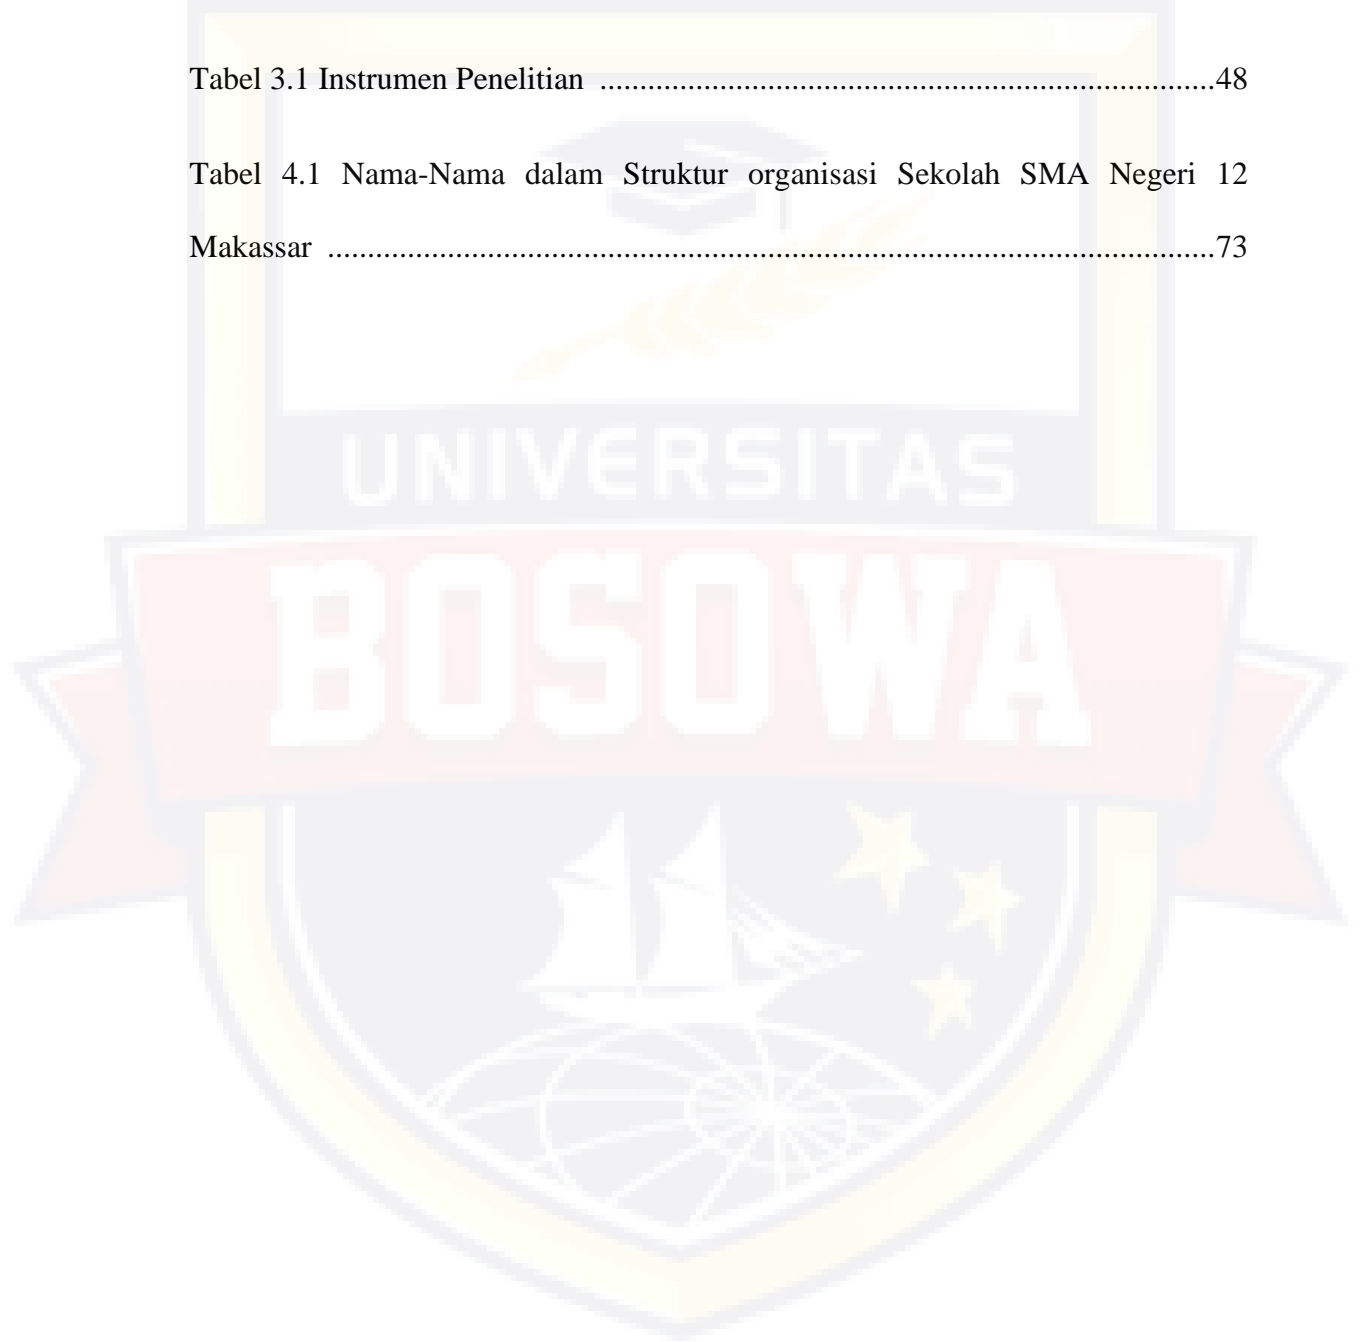 Tabel 3.1 Instrumen Penelitian ..............................................................................48
Tabel 4.1 Nama-Nama dalam Struktur organisasi Sekolah SMA Negeri 12
Makassar ................................................................................................................73
UNIVERSITAS
BOSOWA